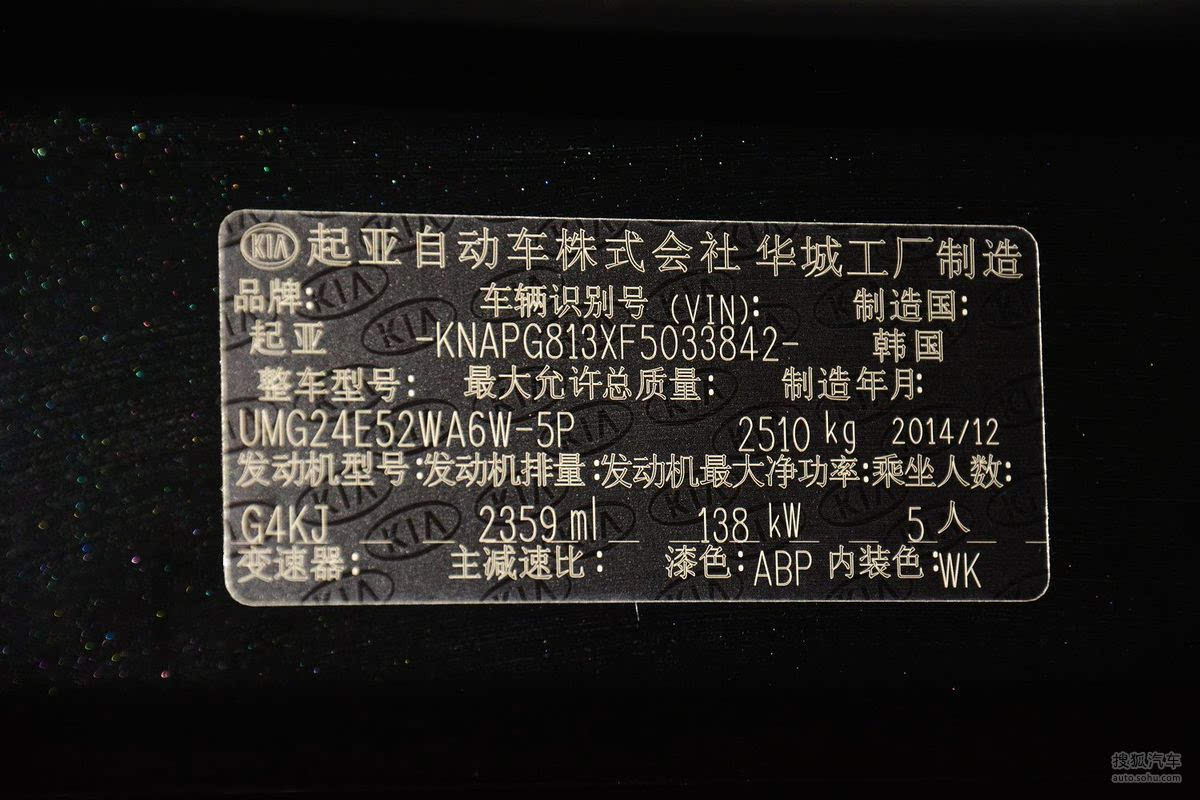 KIA 起亚自动车株式会社 华城工厂制造
品牌: 车辆识别号 (VIN): 制造国:
起亚 -KNAPG813XF5033842- 韩国
整车型号: 最大允许总质量: 制造年月:
UMG24E52WA6W-5P 2510 kg 2014/12
发动机型号: 发动机排量: 发动机最大净功率: 乘坐人数:
G4KJ 2359 ml 138 kW 5 人
变速器: 主减速比: 漆色: ABP 内装色: WK
搜狐汽车
auto.sohu.com